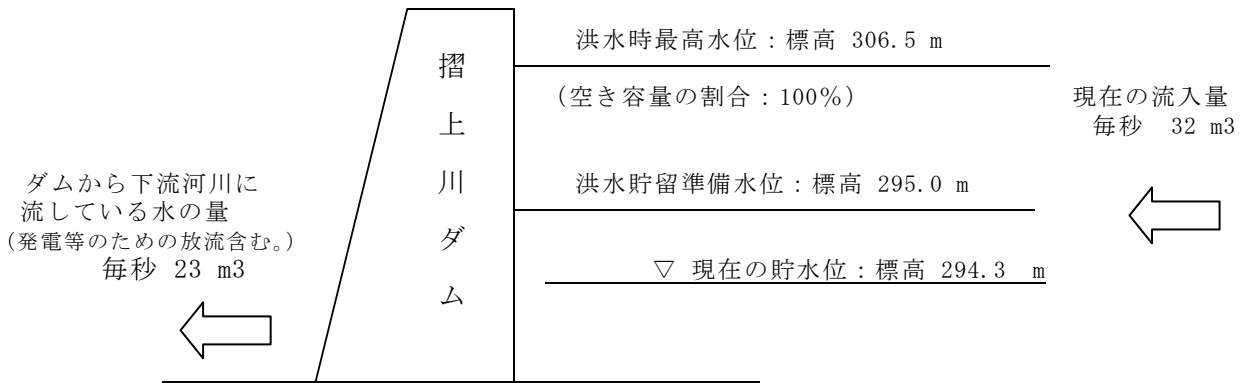 洪水時最高水位：標高 306.5 m
(空き容量の割合：100%)
現在の流入量
毎秒 32 m3
摺上川ダム
洪水貯留準備水位：標高 295.0 m
▽ 現在の貯水位：標高 294.3 m
ダムから下流河川に
流している水の量
(発電等のための放流含む。)
毎秒 23 m3